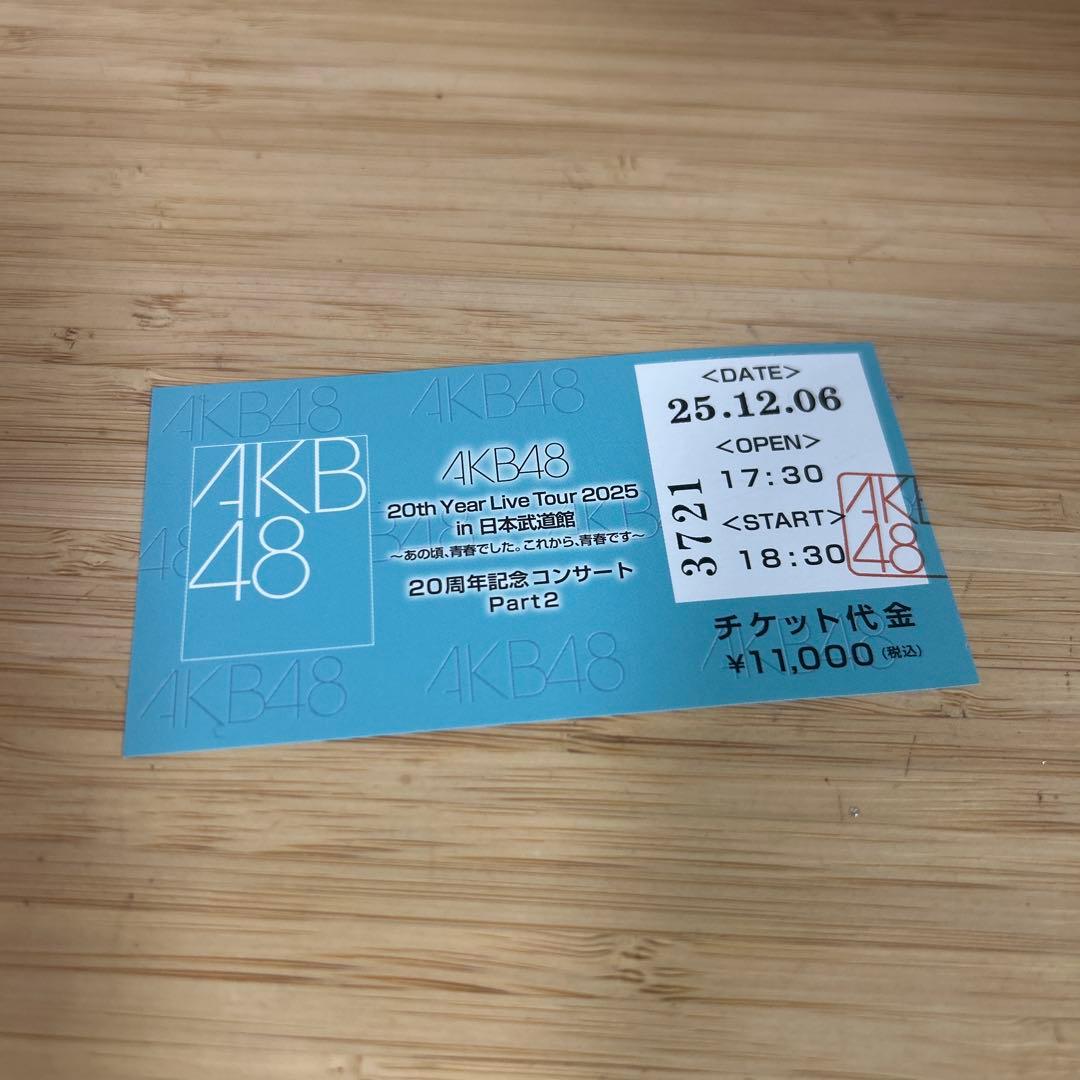 AKB48
AKB48
AKB
48
AKB48
20th Year Live Tour 2025
in 日本武道館
〜あの頃、青春でした。これから、青春です〜
20周年記念コンサート
Part2
<DATE>
25.12.06
<OPEN>
17:30
<START>
18:30
3721
AKB
48
チケット代金
¥11,000(税込)
AKB48
AKB48
AKB48